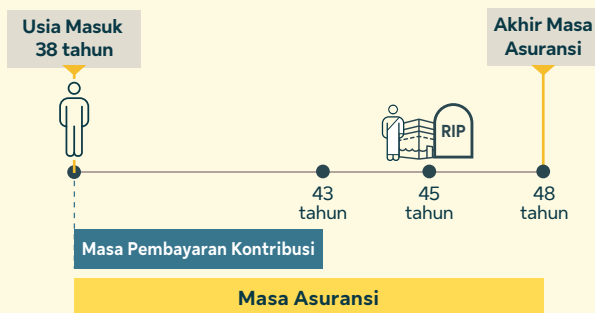 Usia Masuk
38 tahun
Akhir Masa
Asuransi
RIP
43
tahun
45
tahun
48
tahun
Masa Pembayaran Kontribusi
Masa Asuransi